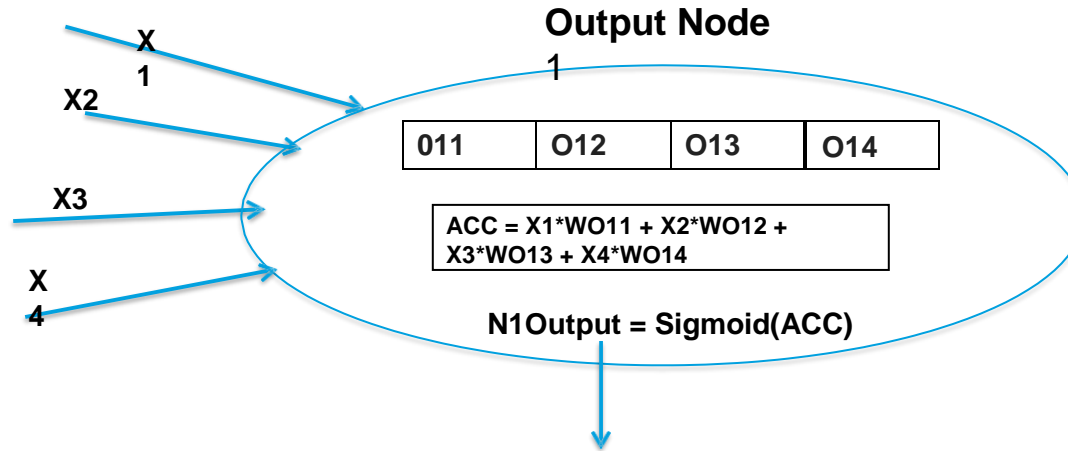 Output Node
1
X
1
X2
X3
X
4
011
O12
O13
O14
ACC = X1*WO11 + X2*WO12 +
X3*WO13 + X4*WO14
N1Output = Sigmoid(ACC)